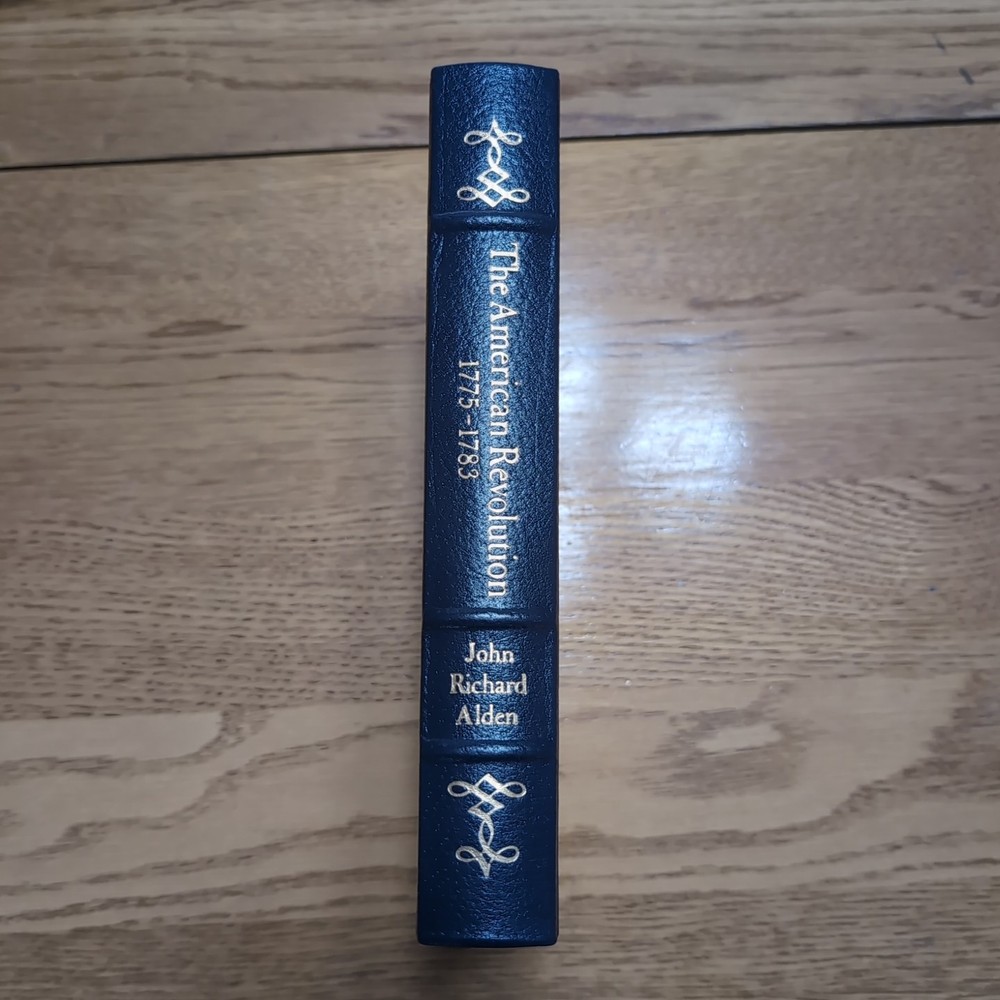 The American Revolution
1775-1783
John
Richard
Alden